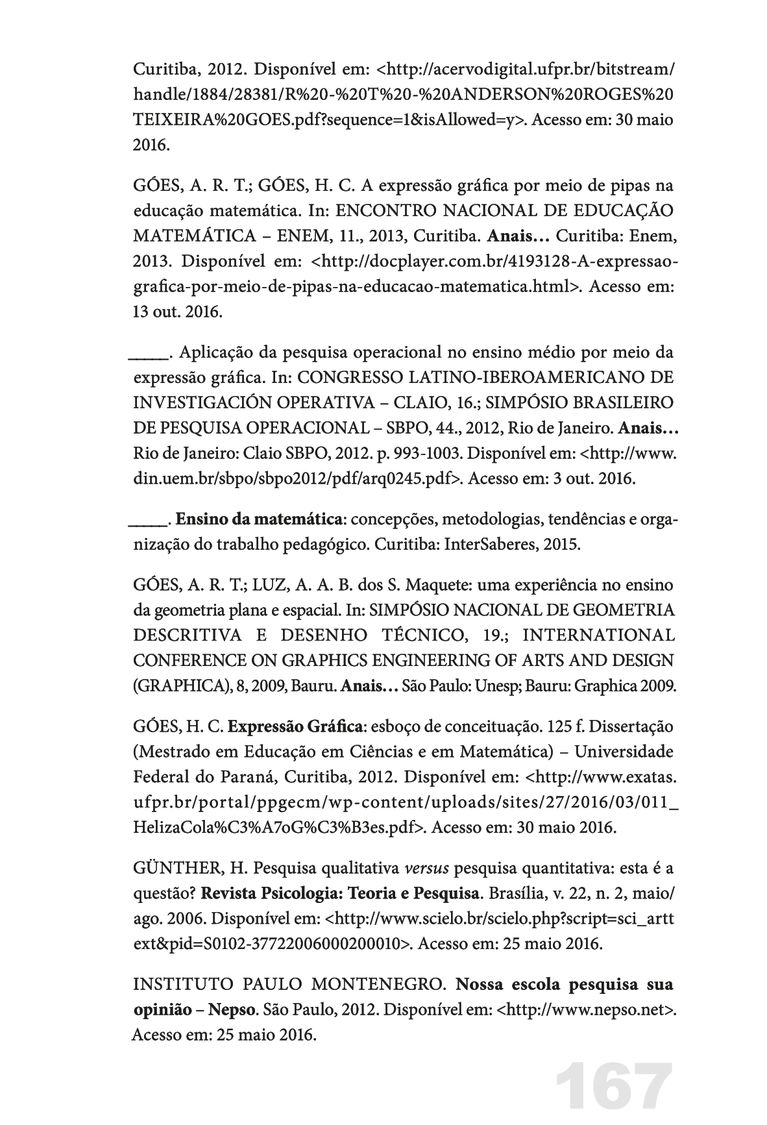 Curitiba, 2012. Disponível em: <http://acervodigital.ufpr.br/bitstream/
handle/1884/28381/R%20-%20T%20-%20ANDERSON%20ROGES%20
TEIXEIRA%20GOES.pdf?sequence=1&isAllowed=y>. Acesso em: 30 maio
2016.
GÓES, A. R. T.; GÓES, H. C. A expressão gráfica por meio de pipas na
educação matemática. In: ENCONTRO NACIONAL DE EDUCAÇÃO
MATEMÁTICA – ENEM, 11., 2013, Curitiba. Anais… Curitiba: Enem,
2013. Disponível em: <http://docplayer.com.br/4193128-A-expressao-
grafica-por-meio-de-pipas-na-educacao-matematica.html>. Acesso em:
13 out. 2016.
_____. Aplicação da pesquisa operacional no ensino médio por meio da
expressão gráfica. In: CONGRESSO LATINO-IBEROAMERICANO DE
INVESTIGACIÓN OPERATIVA – CLAIO, 16.; SIMPÓSIO BRASILEIRO
DE PESQUISA OPERACIONAL – SBPO, 44., 2012, Rio de Janeiro. Anais…
Rio de Janeiro: Claio SBPO, 2012. p. 993-1003. Disponível em: <http://www.
din.uem.br/sbpo/sbpo2012/pdf/arq0245.pdf>. Acesso em: 3 out. 2016.
_____. Ensino da matemática: concepções, metodologias, tendências e orga-
nização do trabalho pedagógico. Curitiba: InterSaberes, 2015.
GÓES, A. R. T.; LUZ, A. A. B. dos S. Maquete: uma experiência no ensino
da geometria plana e espacial. In: SIMPÓSIO NACIONAL DE GEOMETRIA
DESCRITIVA E DESENHO TÉCNICO, 19.; INTERNATIONAL
CONFERENCE ON GRAPHICS ENGINEERING OF ARTS AND DESIGN
(GRAPHICA), 8, 2009, Bauru. Anais… São Paulo: Unesp; Bauru: Graphica 2009.
GÓES, H. C. Expressão Gráfica: esboço de conceituação. 125 f. Dissertação
(Mestrado em Educação em Ciências e em Matemática) – Universidade
Federal do Paraná, Curitiba, 2012. Disponível em: <http://www.exatas.
ufpr.br/portal/ppgecm/wp-content/uploads/sites/27/2016/03/011_
HelizaCola%C3%A7oG%C3%B3es.pdf>. Acesso em: 30 maio 2016.
GÜNTHER, H. Pesquisa qualitativa versus pesquisa quantitativa: esta é a
questão? Revista Psicologia: Teoria e Pesquisa. Brasília, v. 22, n. 2, maio/
ago. 2006. Disponível em: <http://www.scielo.br/scielo.php?script=sci_artt
ext&pid=S0102-37722006000200010>. Acesso em: 25 maio 2016.
INSTITUTO PAULO MONTENEGRO. Nossa escola pesquisa sua
opinião – Nepso. São Paulo, 2012. Disponível em: <http://www.nepso.net>.
Acesso em: 25 maio 2016.
167